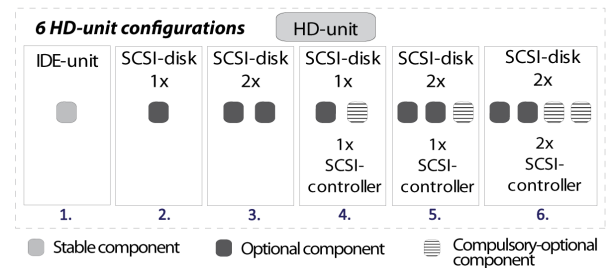 6 HD-unit configurations
HD-unit
IDE-unit
SCSI-disk
1x
SCSI-disk
2x
SCSI-disk
1x
1x
SCSI-
controller
SCSI-disk
2x
1x
SCSI-
controller
SCSI-disk
2x
2x
SCSI-
controller
1.
2.
3.
4.
5.
6.
Stable component
Optional component
Compulsory-optional
component